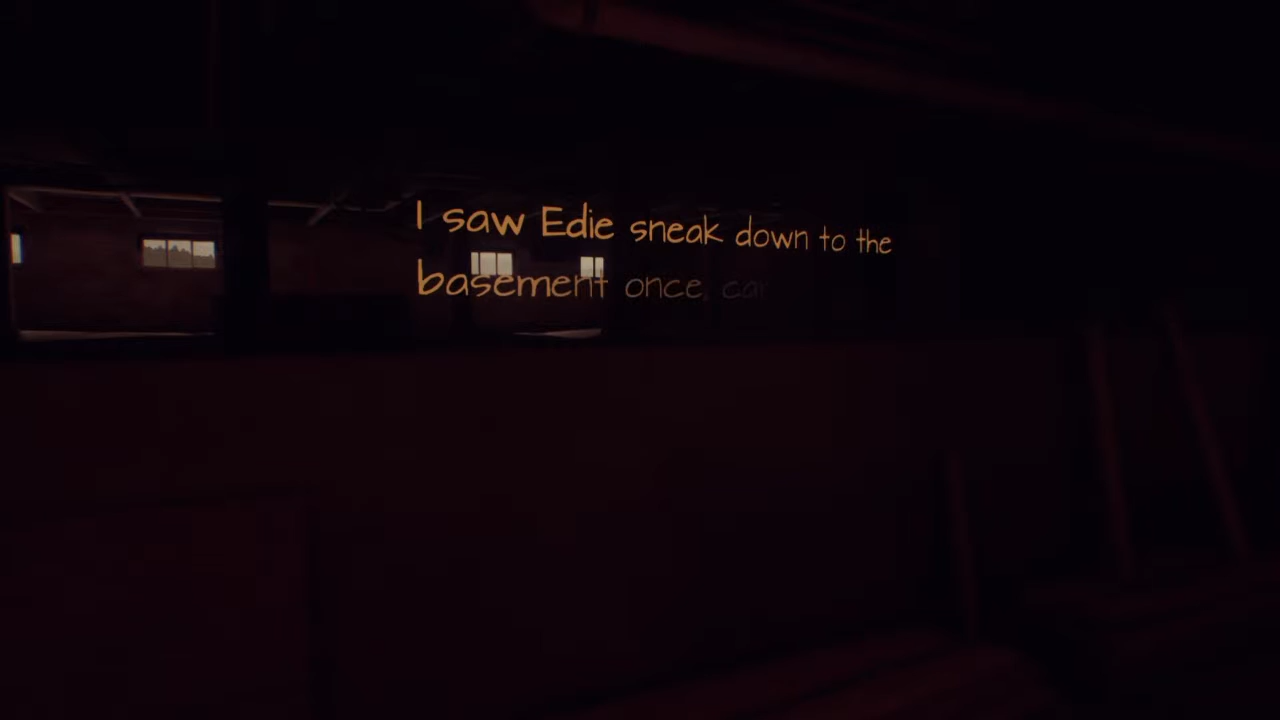 I saw Edie sneak down to the
basement once,